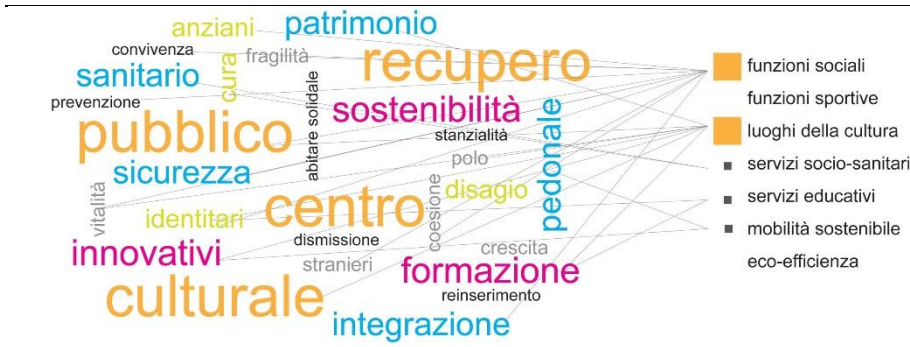 patrimonio
anziani
convivenza
fragilità
recupero
sanitario
cura
prevenzione
abitare solidale
sostenibilità
pubblico
stanzialità
pedonale
polo
sicurezza
vitalità
identitari
centro
coesione
disagio
dismissione
innovativi
stranieri
crescita
formazione
culturale
reinserimento
integrazione
funzioni sociali
funzioni sportive
luoghi della cultura
servizi socio-sanitari
servizi educativi
mobilità sostenibile
eco-efficienza